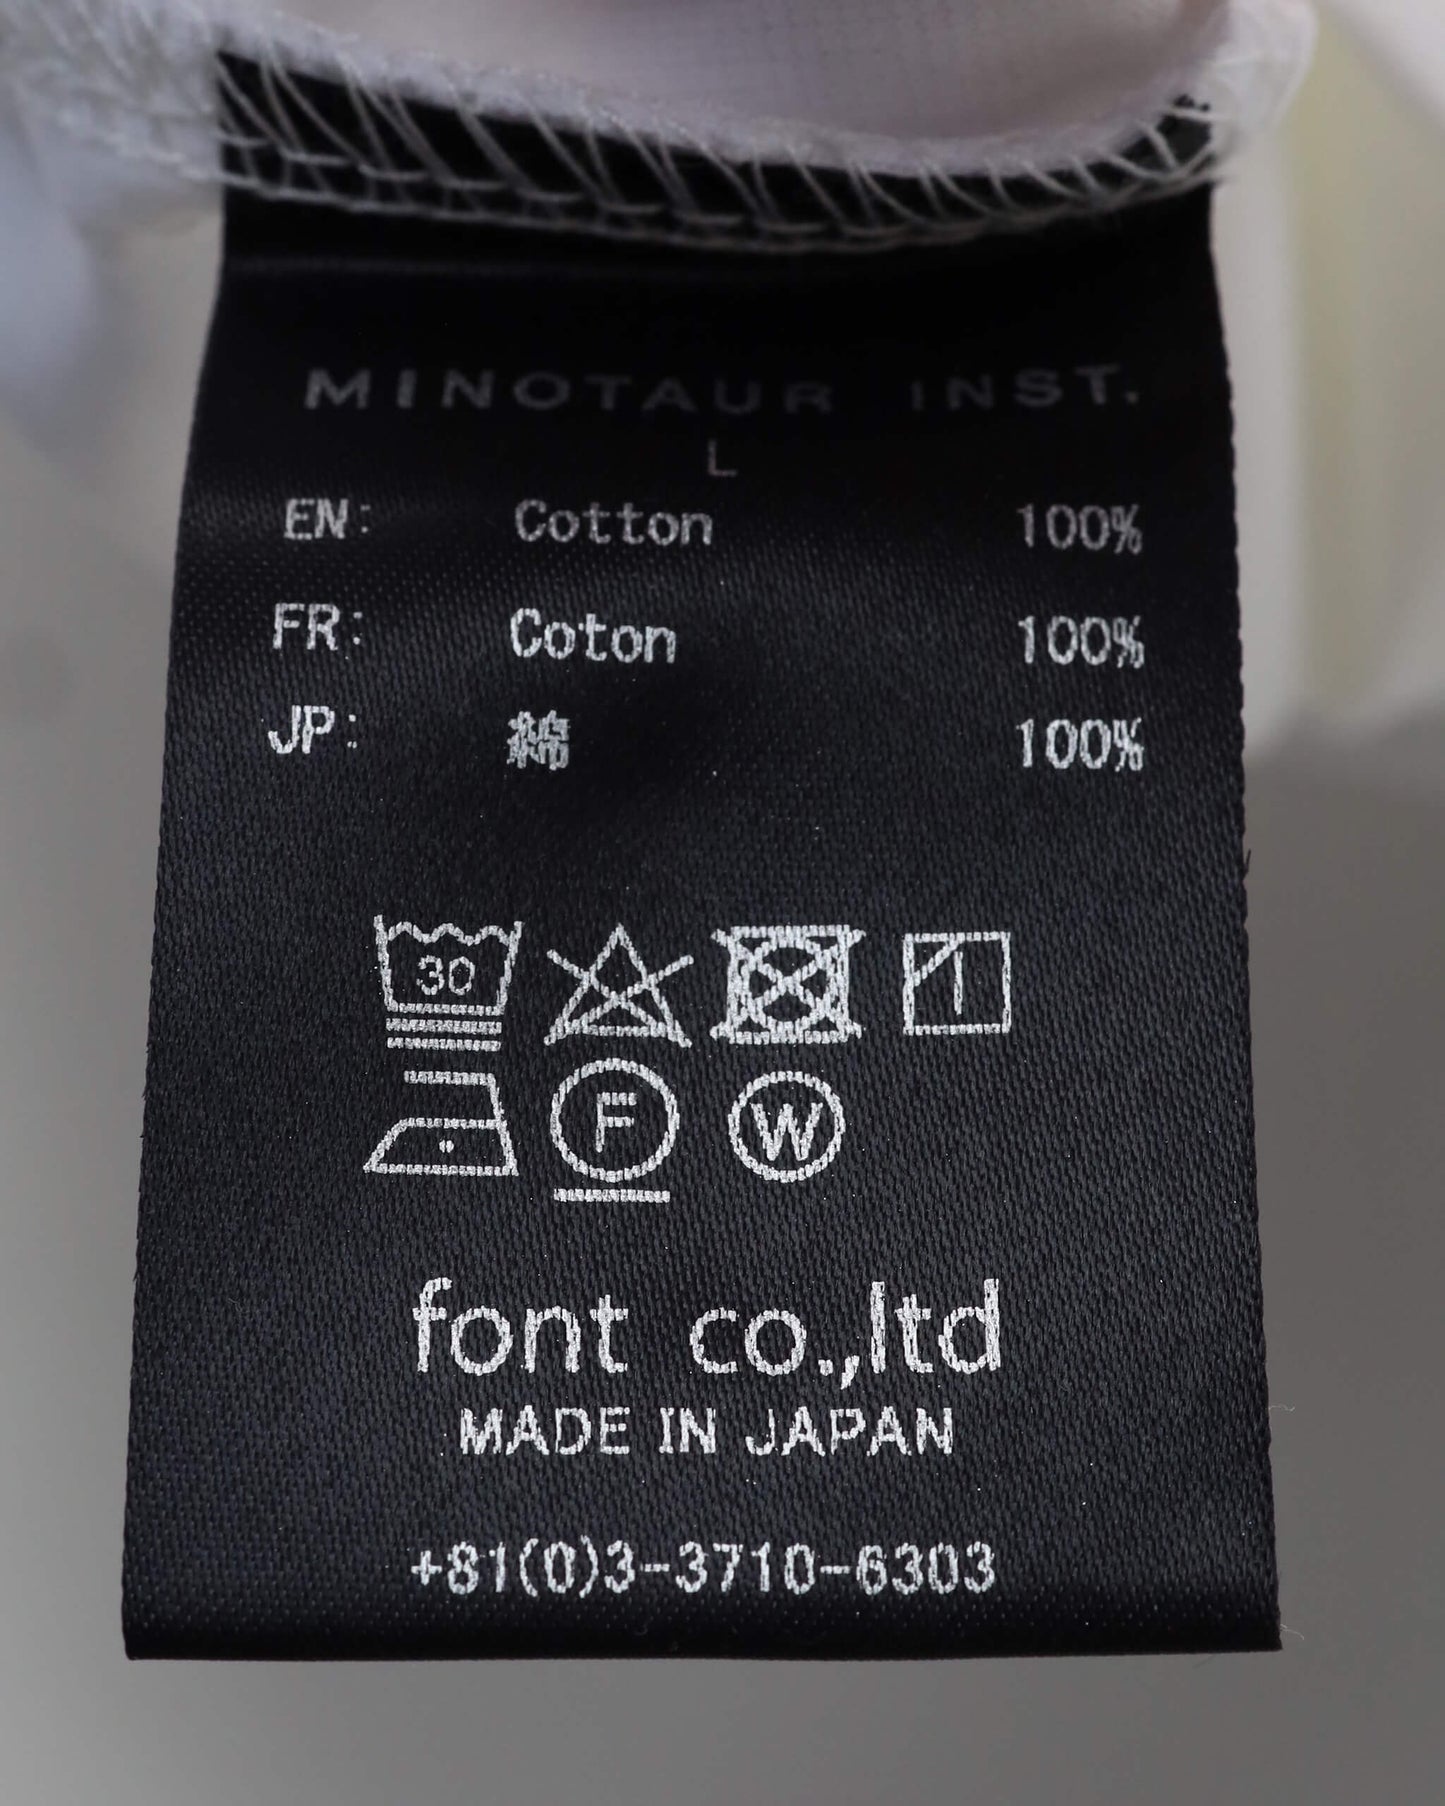 MINOTAUR INST.
L
EN: Cotton 100%
FR: Coton 100%
JP: 綿 100%
30
F W
font co.,ltd
MADE IN JAPAN
+81(0)3-3710-6303